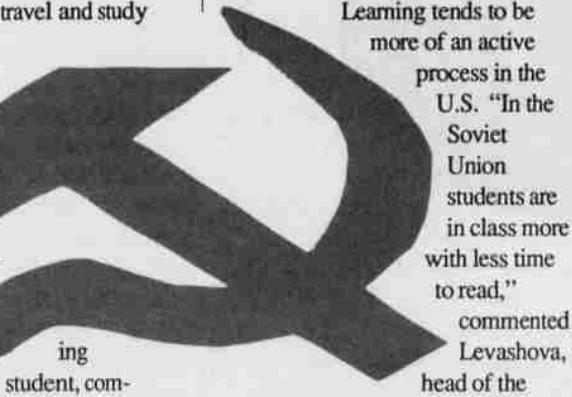 travel and study
ing
student, com-
Learning tends to be
more of an active
process in the
U.S. “In the
Soviet
Union
students are
in class more
with less time
to read,”
commented
Levashova,
head of the